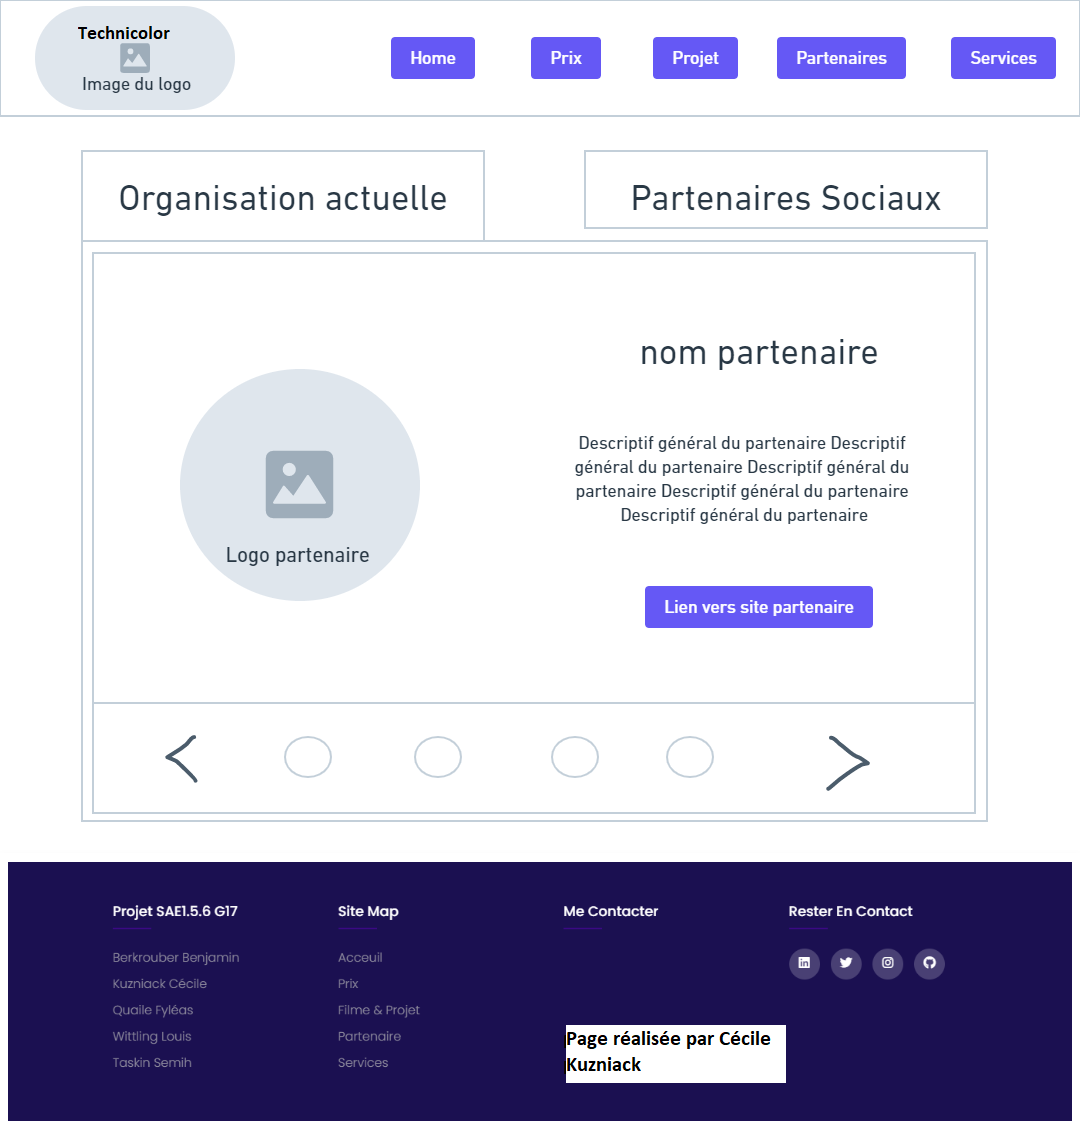 Technicolor
Image du logo
Home
Prix
Projet
Partenaires
Services
Organisation actuelle
Partenaires Sociaux
nom partenaire
Descriptif général du partenaire Descriptif
général du partenaire Descriptif général du
partenaire Descriptif général du partenaire
Descriptif général du partenaire
Logo partenaire
Lien vers site partenaire
Projet SAE1.5.6 G17
Berkrouber Benjamin
Kuzniack Cécile
Quaile Fyléas
Wittling Louis
Taskin Semih
Site Map
Acceuil
Prix
Filme & Projet
Partenaire
Services
Me Contacter
Page réalisée par Cécile
Kuzniack
Rester En Contact